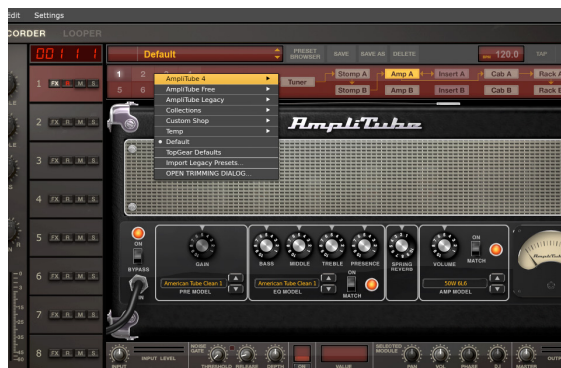 Edit Settings
CORDER LOOPER
Default PRESET BROWSER SAVE SAVE AS DELETE 120.0 TAP
1 2 Stomp A Amp A Insert A Cab A Rack A
Tuner
5 6 Stomp B Amp B Insert B Cab B Rack B
AmpliTube 4
AmpliTube Free
AmpliTube Legacy
Collections
Custom Shop
Temp
Default
TopGear Defaults
Import Legacy Presets...
OPEN TRIMMING DIALOG...
AmpliTube
1 FX R M S
2 FX R M S
3 FX R M S
4 FX R M S
5 FX R M S
6 FX R M S
7 FX R M S
8 FX R M S
ON
BYPASS
IN
GAIN
American Tube Clean 1
PRE MODEL
BASS MIDDLE TREBLE PRESENCE
American Tube Clean 1
EQ MODEL
ON
MATCH
SPRING REVERB
VOLUME
ON
MATCH
50W 6L6
AMP MODEL
AmpliTube
INPUT INPUT LEVEL
NOISE GATE
THRESHOLD RELEASE DEPTH ON VALUE
SELECTED MODULE
PAN VOL PHASE D.I. MASTER